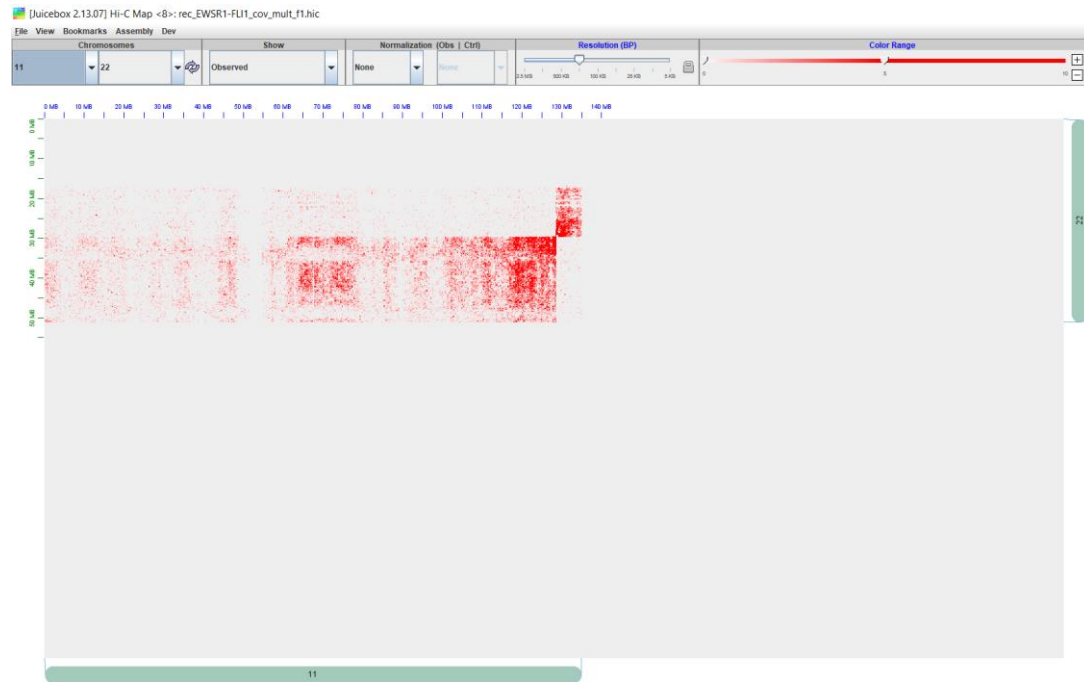 [Juicebox 2.13.07] Hi-C Map <8>: rec_EWSR1-FLI1_cov_mult_f1.hic
File View Bookmarks Assembly Dev
Chromosomes Show Normalization (Obs | Ctrl) Resolution (BP) Color Range
11 22 Observed None None
2.5 MB 500 KB 100 KB 25 KB 5 KB 0 5 10
0 MB 10 MB 20 MB 30 MB 40 MB 50 MB 60 MB 70 MB 80 MB 90 MB 100 MB 110 MB 120 MB 130 MB 140 MB
0 MB
10 MB
20 MB
30 MB
40 MB
50 MB
22
11